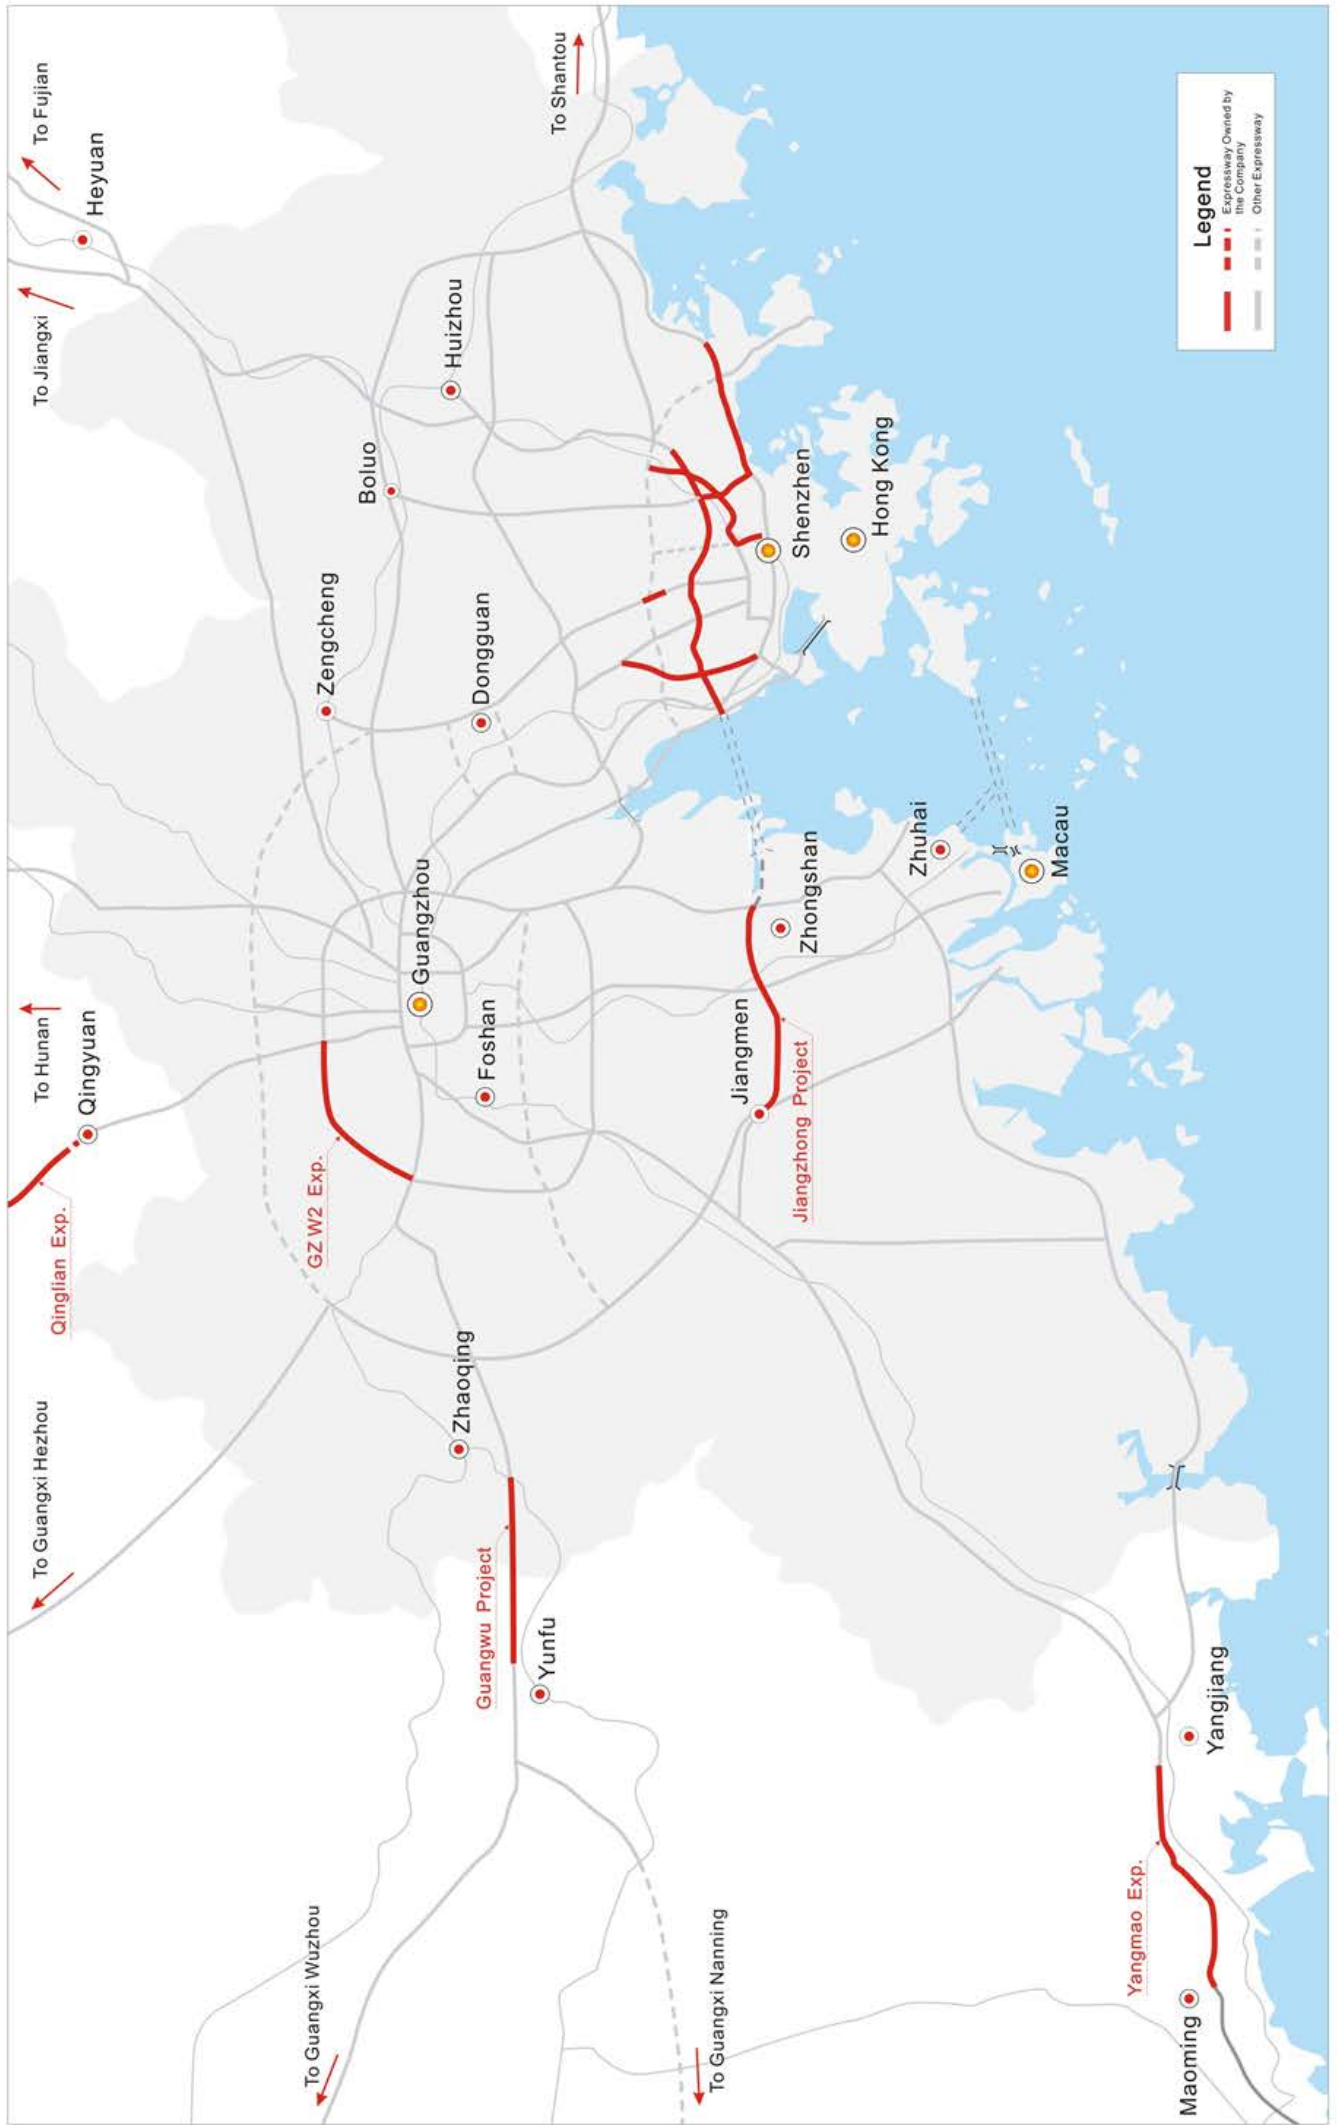 To Guangxi Hezhou
To Hunan
Qingyuan
Qinglian Exp.
To Jiangxi
To Fujian
Heyuan
To Guangxi Wuzhou
GZ W2 Exp.
Zengcheng
Boluo
Zhaoqing
Guangzhou
Huizhou
Guangwu Project
Foshan
Dongguan
Yunfu
To Shantou
To Guangxi Nanning
Jiangmen
Jiangzhong Project
Zhongshan
Shenzhen
Hong Kong
Zhuhai
Macau
Yangmao Exp.
Maoming
Yangjiang
Legend
Expressway Owned by
the Company
Other Expressway